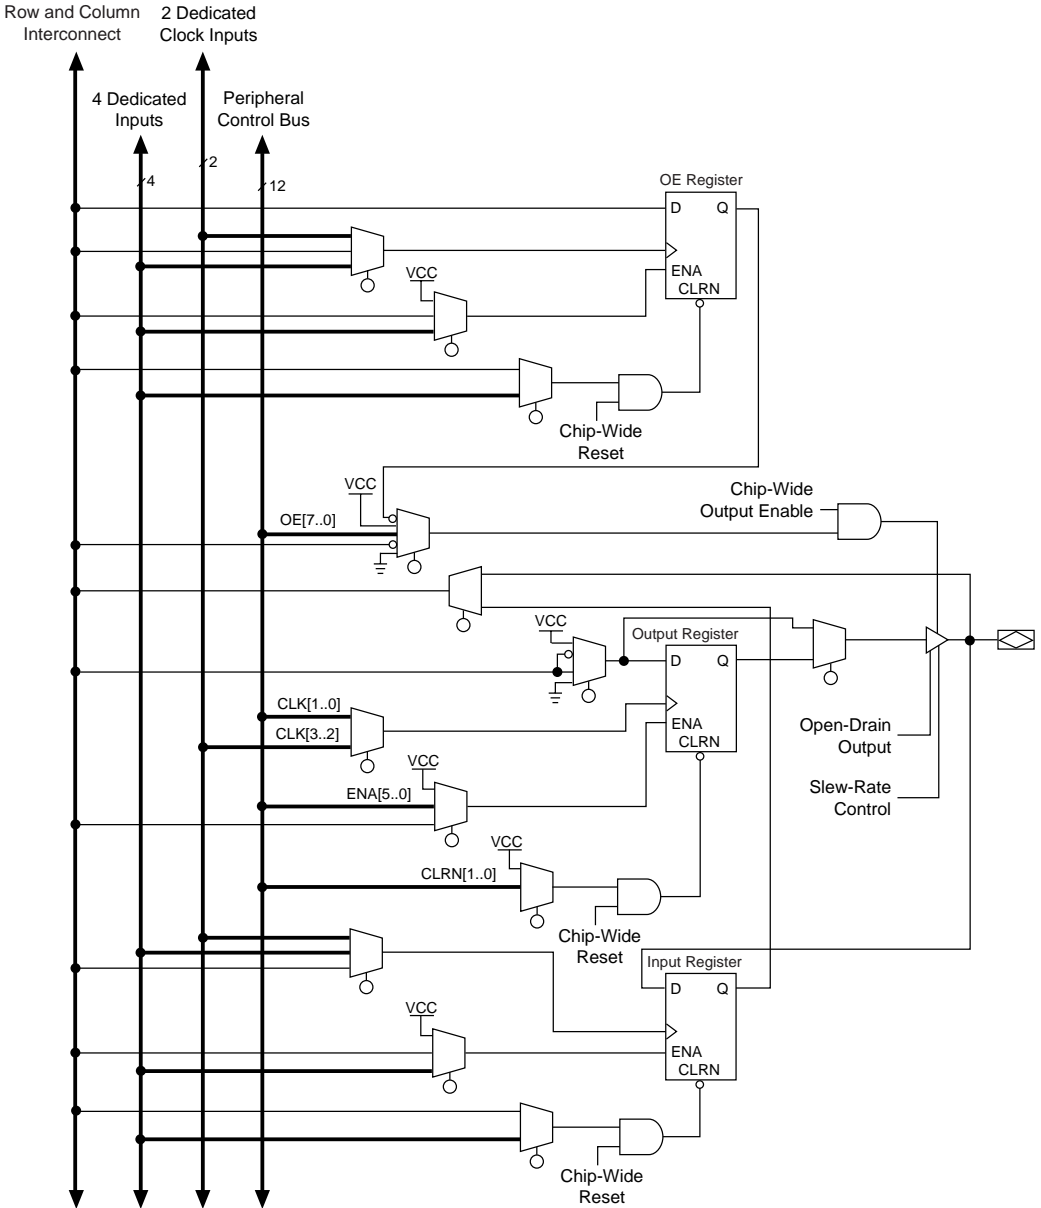 Row and Column
Interconnect
2 Dedicated
Clock Inputs
4 Dedicated
Inputs
Peripheral
Control Bus
2
4
12
OE Register
D Q
ENA
CLRN
VCC
Chip-Wide
Reset
VCC
OE[7..0]
Chip-Wide
Output Enable
VCC
Output Register
D Q
ENA
CLRN
CLK[1..0]
CLK[3..2]
VCC
ENA[5..0]
Open-Drain
Output
Slew-Rate
Control
VCC
CLRN[1..0]
Chip-Wide
Reset
Input Register
D Q
ENA
CLRN
VCC
Chip-Wide
Reset